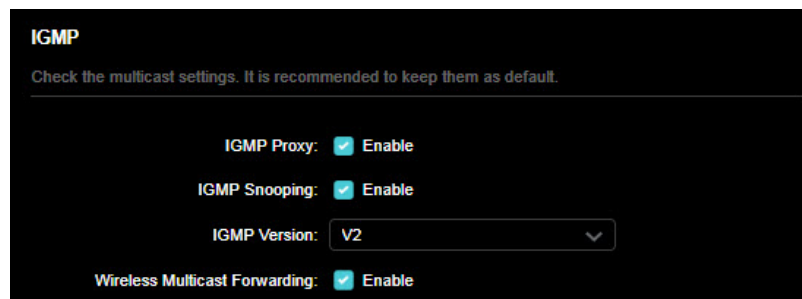 IGMP
Check the multicast settings. It is recommended to keep them as default.
IGMP Proxy: Enable
IGMP Snooping: Enable
IGMP Version: V2
Wireless Multicast Forwarding: Enable